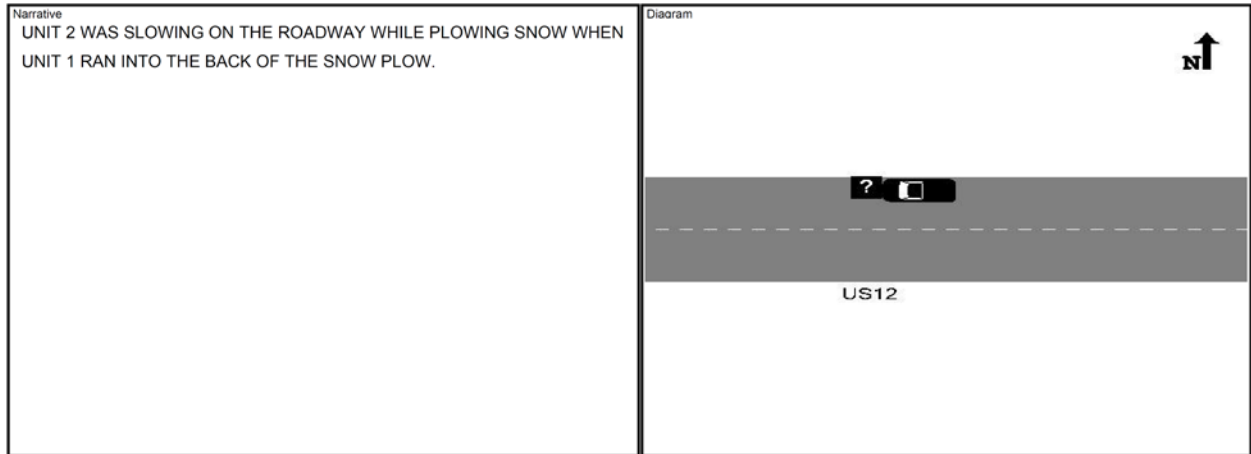 Narrative
UNIT 2 WAS SLOWING ON THE ROADWAY WHILE PLOWING SNOW WHEN
UNIT 1 RAN INTO THE BACK OF THE SNOW PLOW.
Diagram
N
?
US12